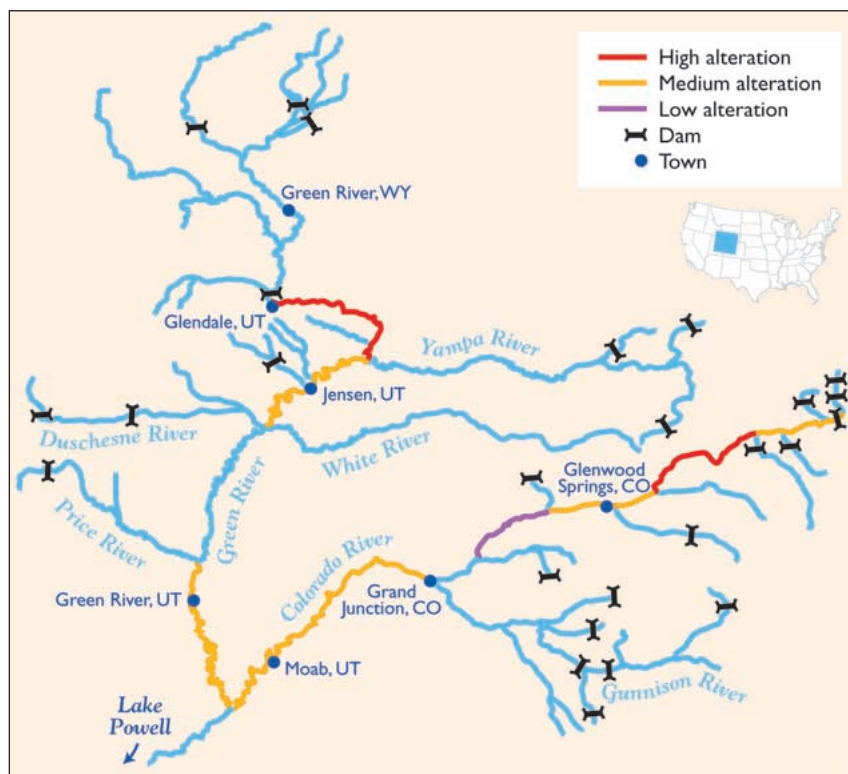 High alteration
Medium alteration
Low alteration
Dam
Town
Green River, WY
Glendale, UT
Yampa River
Jensen, UT
Duschesne River
White River
Green River
Price River
Glenwood
Springs, CO
Colorado River
Grand
Junction, CO
Green River, UT
Moab, UT
Gunnison River
Lake
Powell